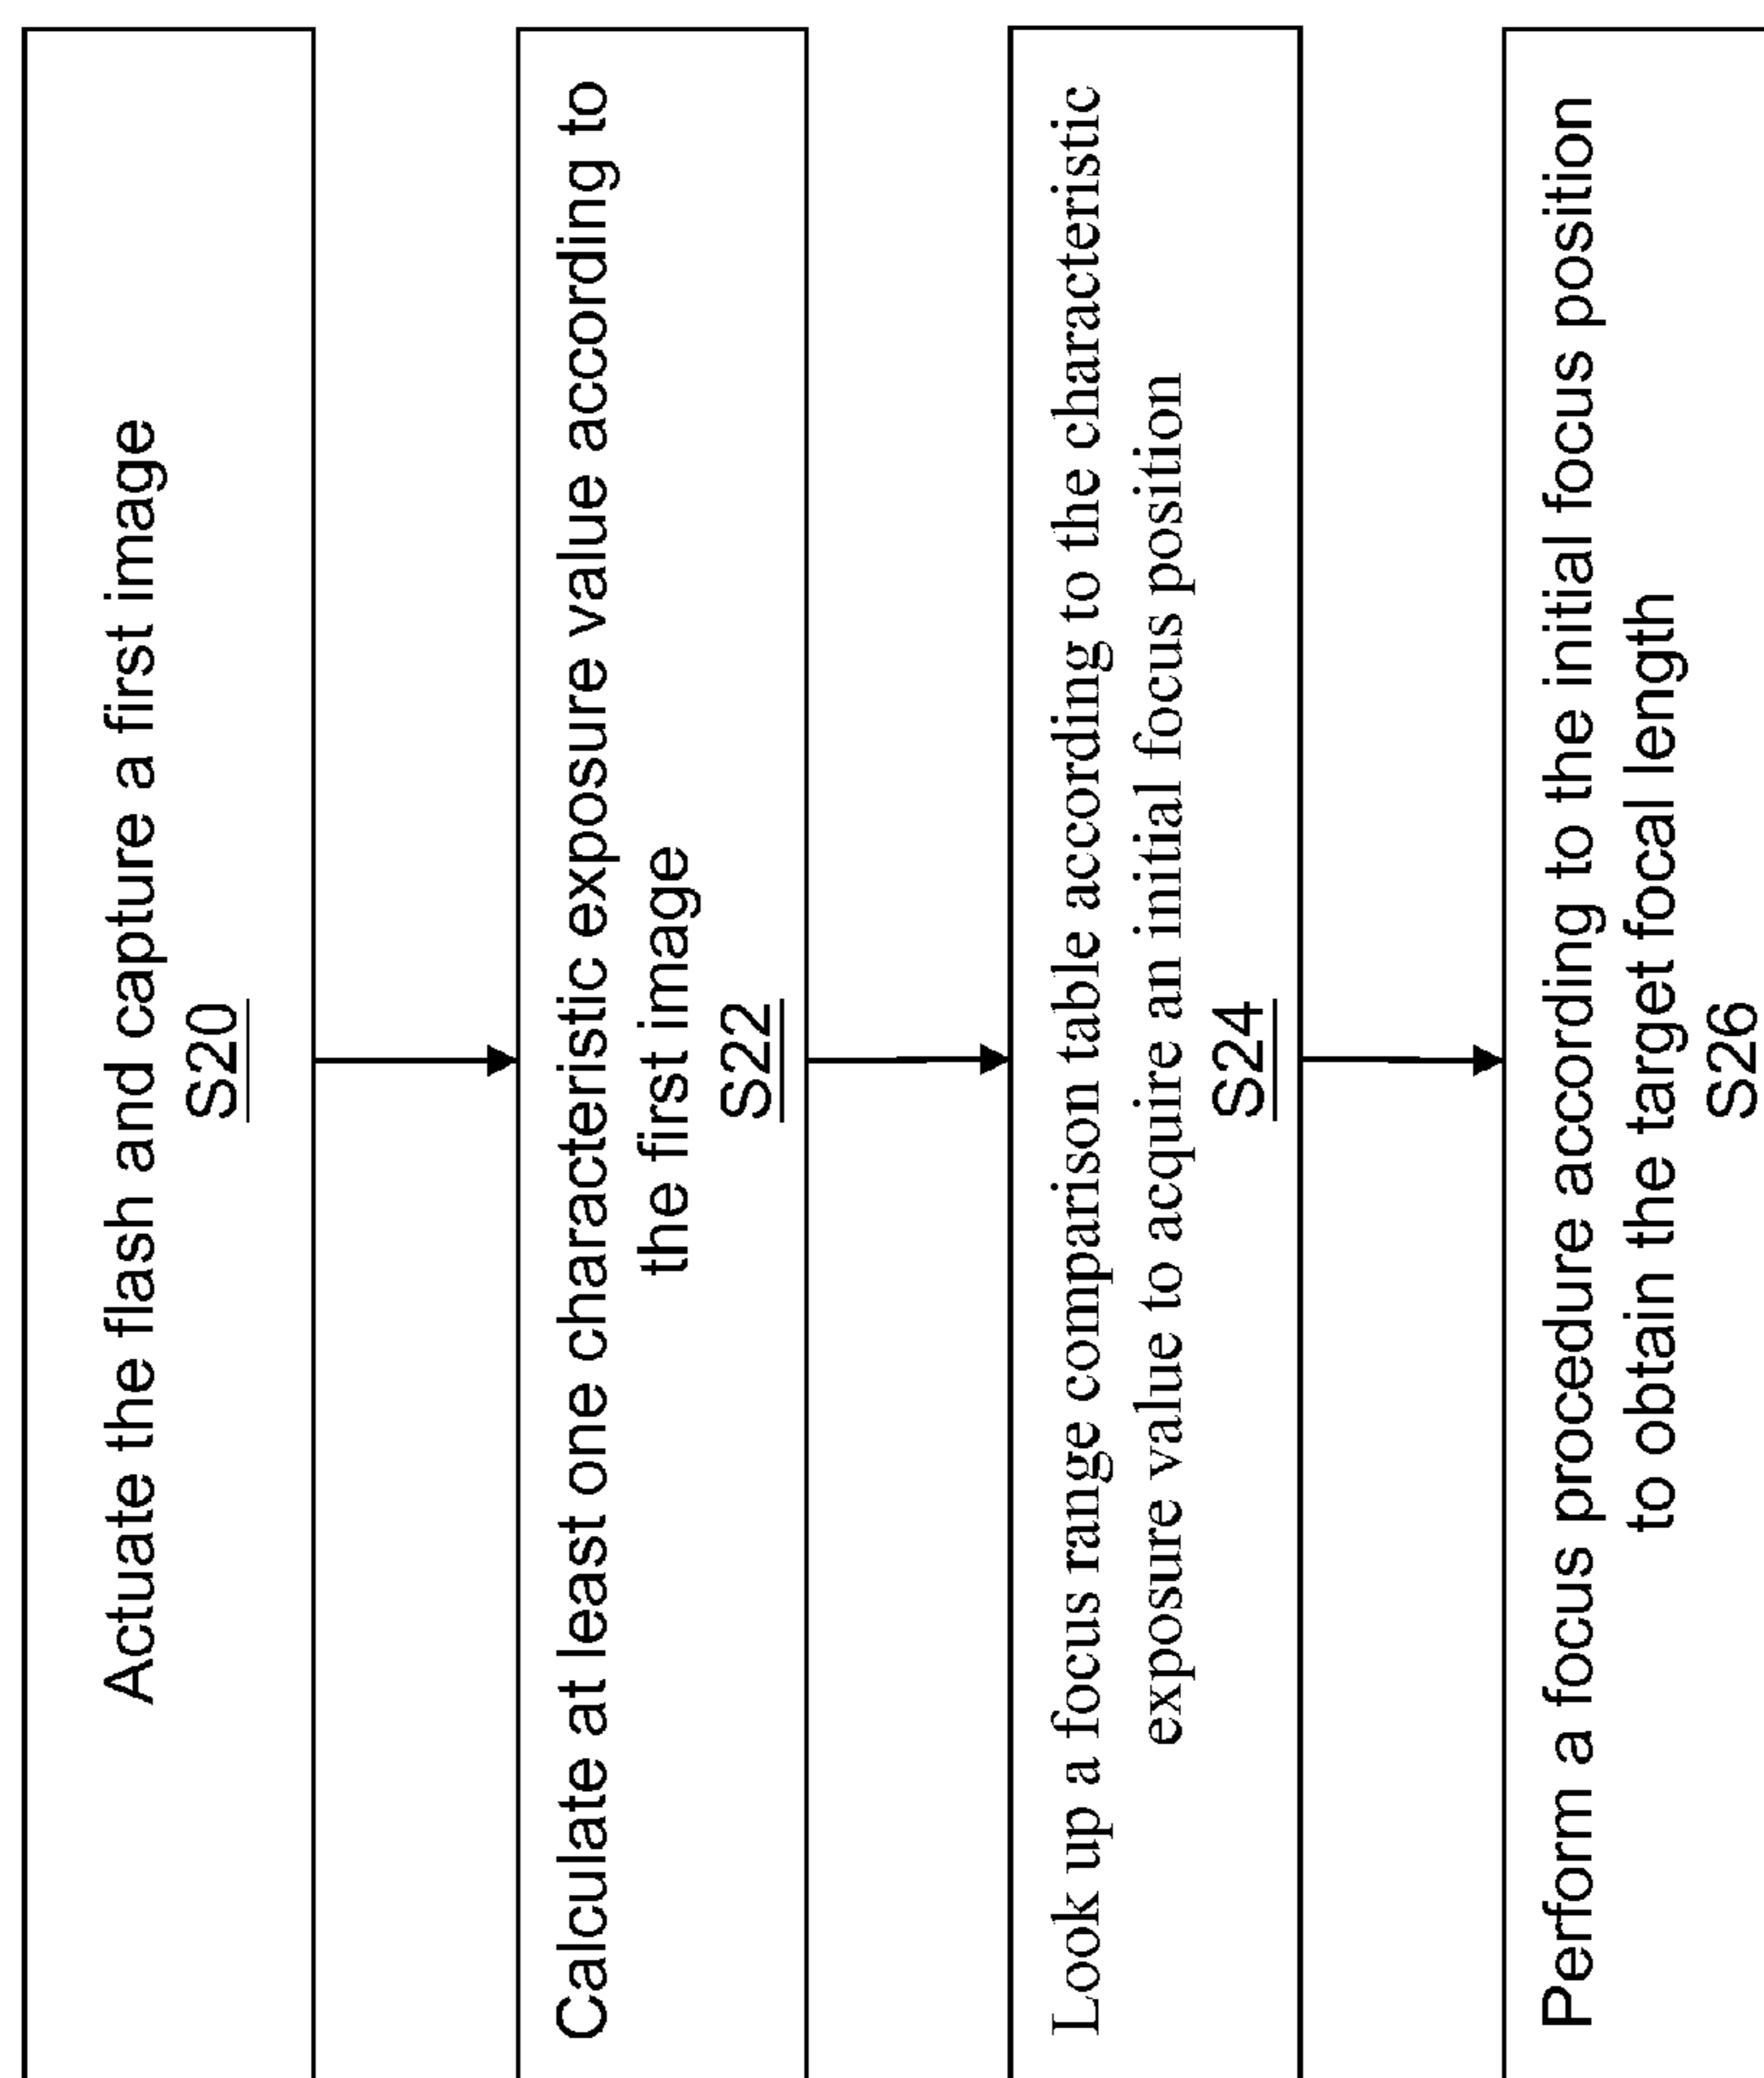 Actuate the flash and capture a first image
S20
Calculate at least one characteristic exposure value according to
the first image
S22
Look up a focus range comparison table according to the characteristic
exposure value to acquire an initial focus position
S24
Perform a focus procedure according to the initial focus position
to obtain the target focal length
S26